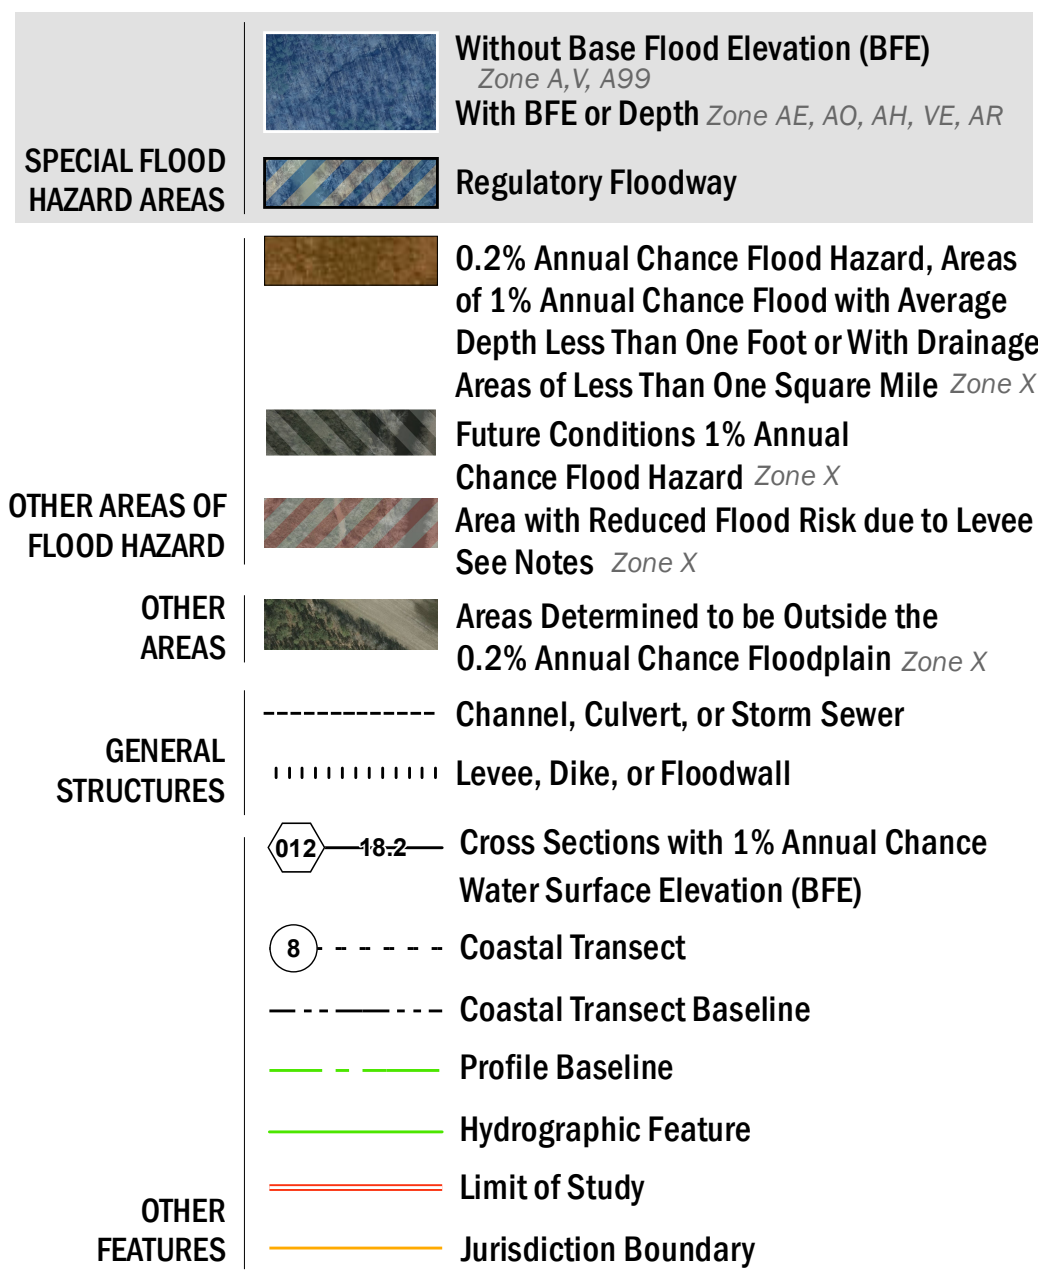 SPECIAL FLOOD
HAZARD AREAS
Without Base Flood Elevation (BFE)
Zone A,V, A99
With BFE or Depth Zone AE, AO, AH, VE, AR
Regulatory Floodway
OTHER AREAS OF
FLOOD HAZARD
0.2% Annual Chance Flood Hazard, Areas
of 1% Annual Chance Flood with Average
Depth Less Than One Foot or With Drainage
Areas of Less Than One Square Mile Zone X
Future Conditions 1% Annual
Chance Flood Hazard Zone X
Area with Reduced Flood Risk due to Levee
See Notes Zone X
OTHER
AREAS
Areas Determined to be Outside the
0.2% Annual Chance Floodplain Zone X
GENERAL
STRUCTURES
Channel, Culvert, or Storm Sewer
Levee, Dike, or Floodwall
OTHER
FEATURES
012 18.2 Cross Sections with 1% Annual Chance
Water Surface Elevation (BFE)
8 Coastal Transect
Coastal Transect Baseline
Profile Baseline
Hydrographic Feature
Limit of Study
Jurisdiction Boundary